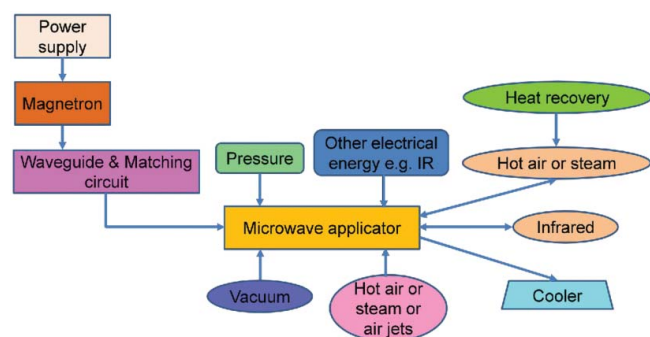 Power
supply
Magnetron
Waveguide & Matching
circuit
Pressure
Other electrical
energy e.g. IR
Heat recovery
Hot air or steam
Microwave applicator
Infrared
Vacuum
Hot air or
steam or
air jets
Cooler